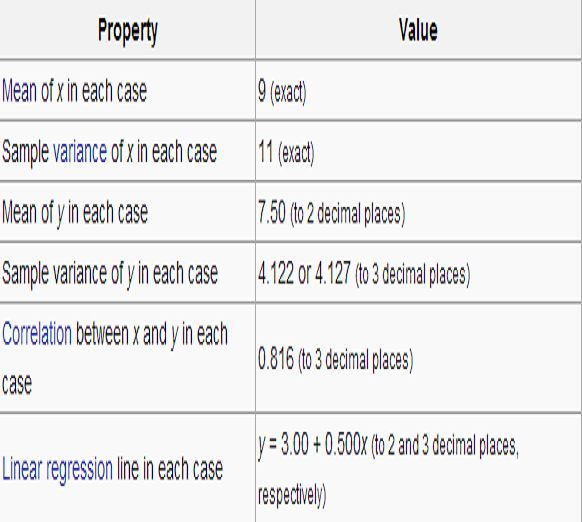 Property Value
Mean of x in each case 9 (exact)
Sample variance of x in each case 11 (exact)
Mean of y in each case 7.50 (to 2 decimal places)
Sample variance of y in each case 4.122 or 4.127 (to 3 decimal places)
Correlation between x and y in each
case
0.816 (to 3 decimal places)
Linear regression line in each case
y = 3.00 + 0.500x (to 2 and 3 decimal places,
respectively)